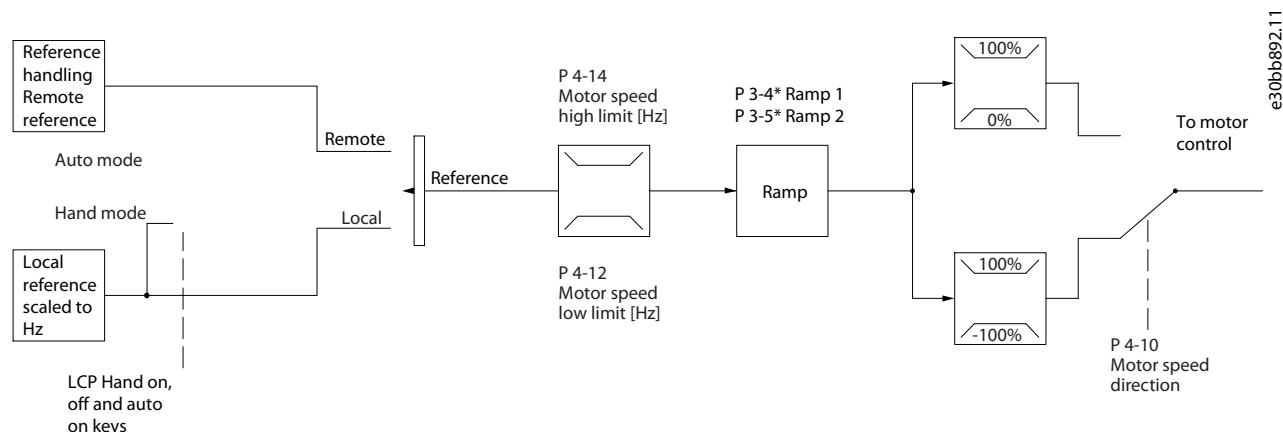 Reference
handling
Remote
reference
Auto mode
Hand mode
Local
reference
scaled to
Hz
LCP Hand on,
off and auto
on keys
Remote
Local
Reference
P 4-14
Motor speed
high limit [Hz]
P 4-12
Motor speed
low limit [Hz]
P 3-4* Ramp 1
P 3-5* Ramp 2
Ramp
100%
0%
100%
-100%
To motor
control
P 4-10
Motor speed
direction
e30bb892.11